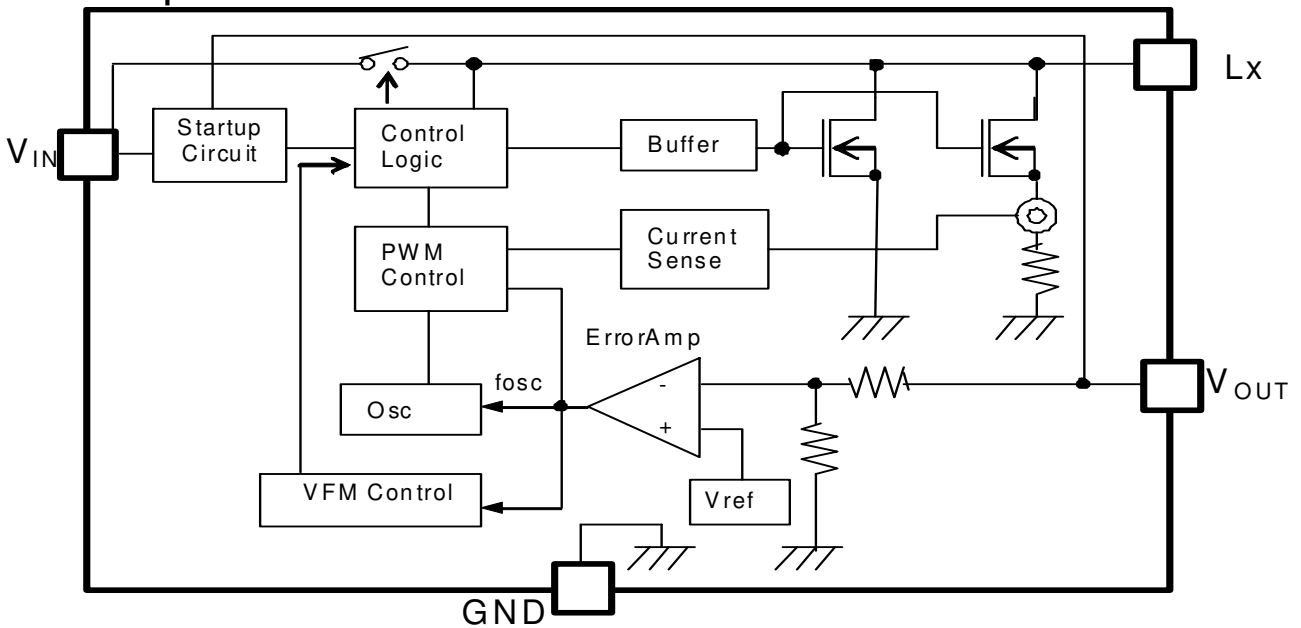 Lx
Startup
Circuit
Control
Logic
Buffer
VIN
Current
Sense
PWM
Control
ErrorAmp
fosc
-
+
Osc
VOUT
VFM Control
Vref
GND